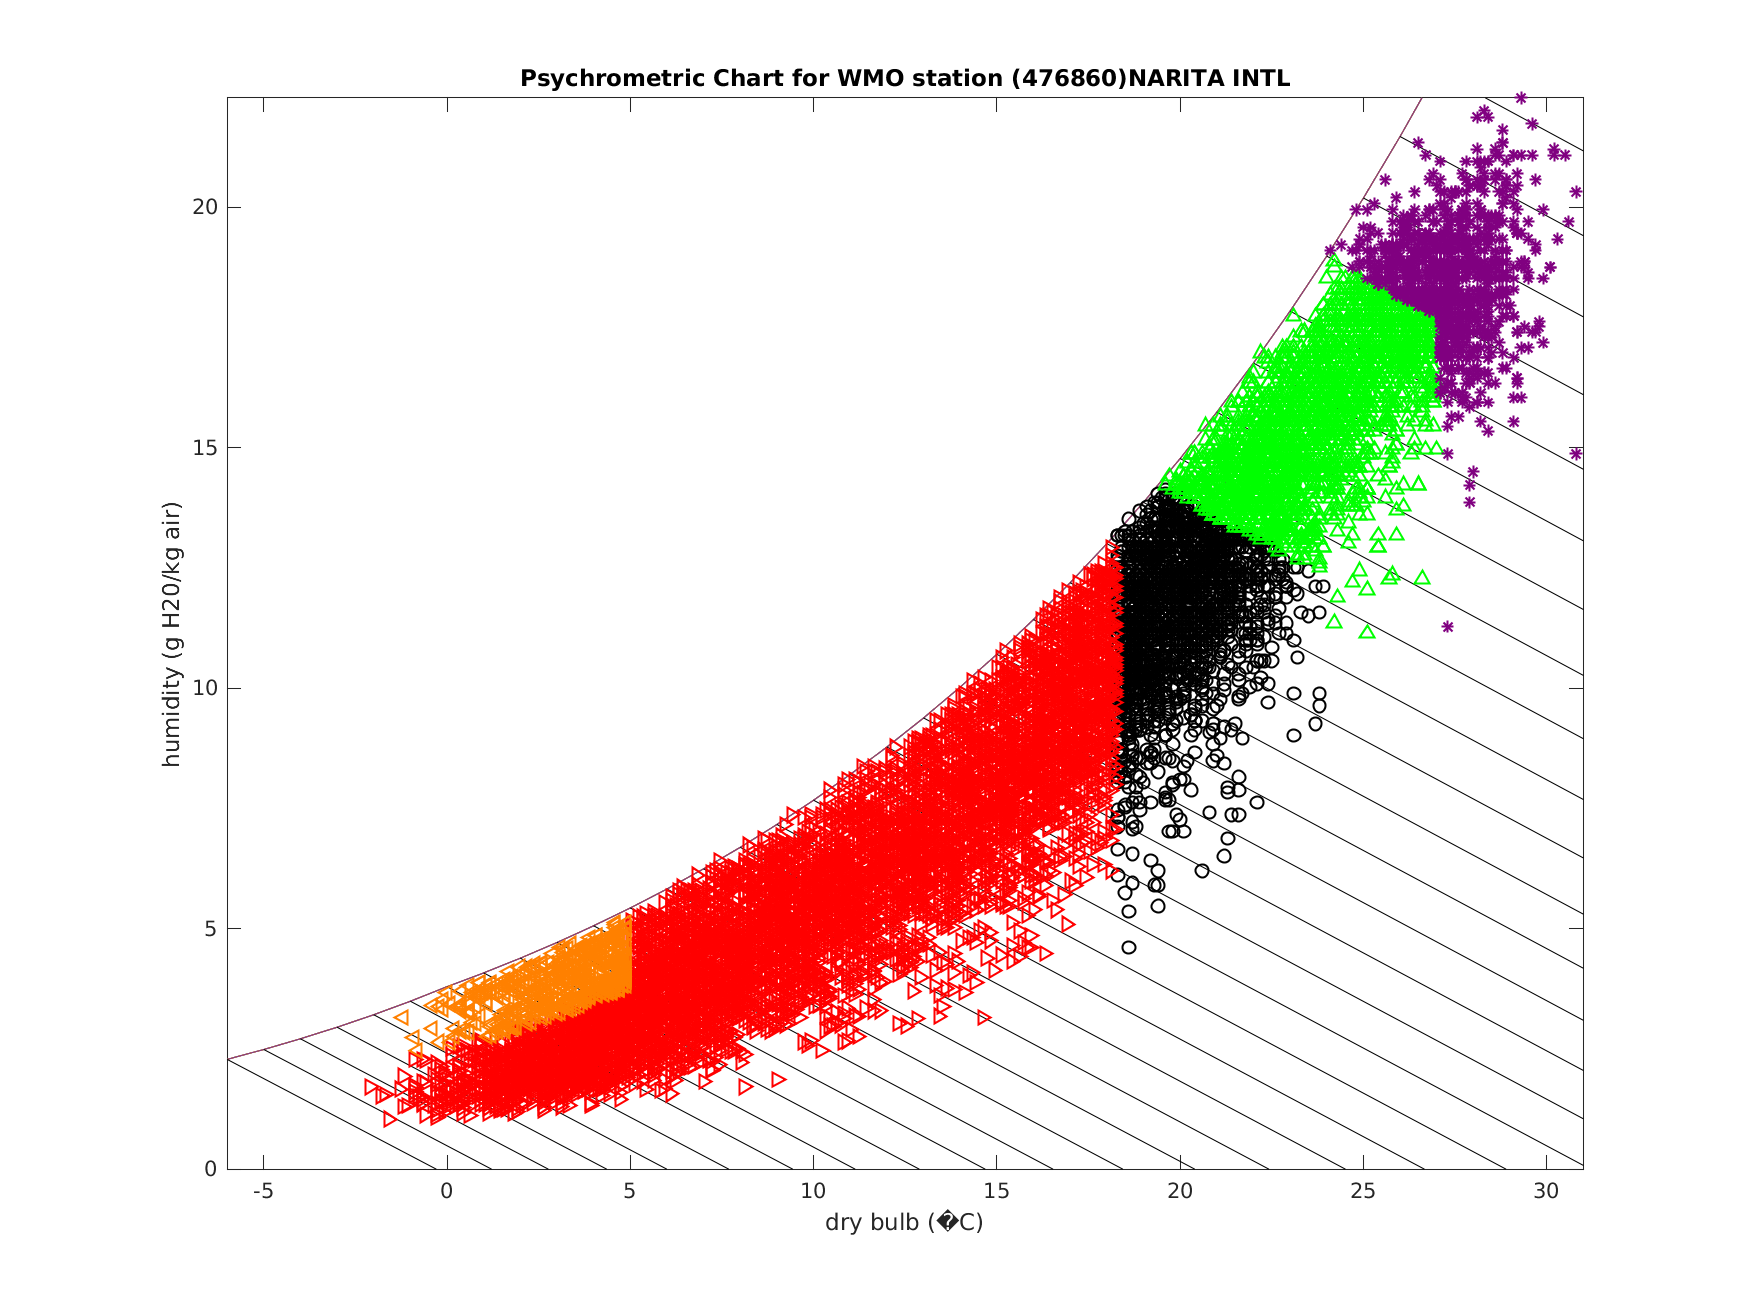 Psychrometric Chart for WMO station (476860)NARITA INTL
humidity (g H20/kg air)
20
15
10
5
0
-5 0 5 10 15 20 25 30
dry bulb (�C)